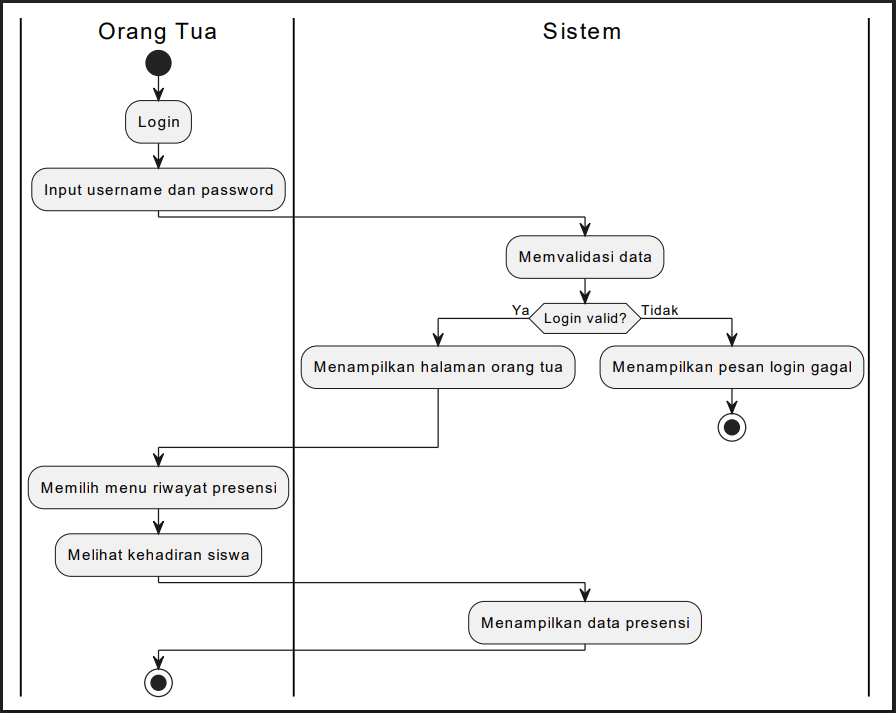 Orang Tua
Sistem
Login
Input username dan password
Memvalidasi data
Ya
Login valid?
Tidak
Menampilkan halaman orang tua
Menampilkan pesan login gagal
Memilih menu riwayat presensi
Melihat kehadiran siswa
Menampilkan data presensi